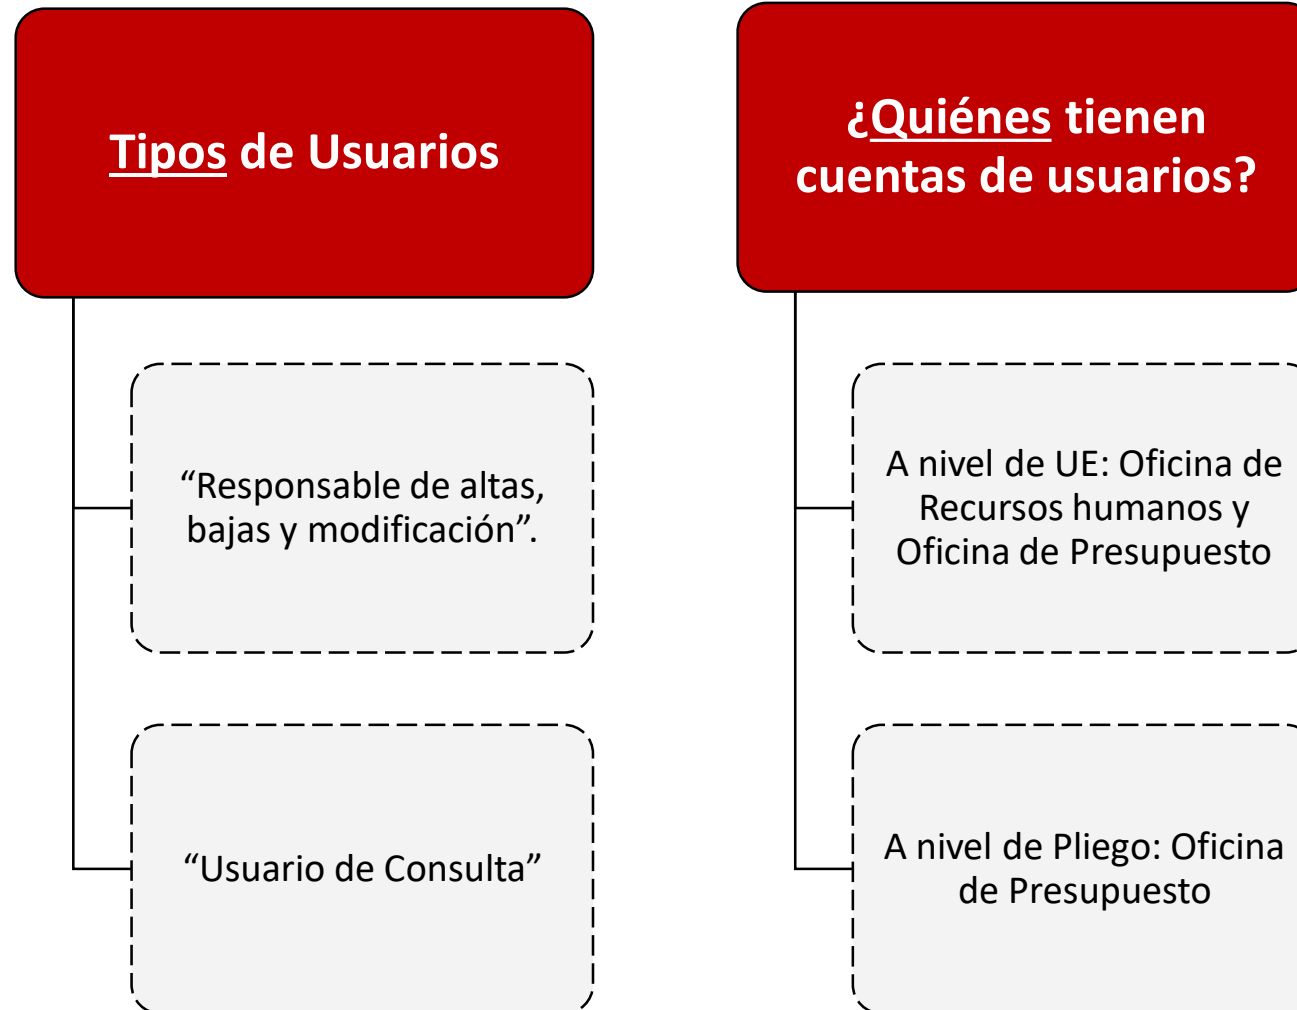 Tipos de Usuarios
“Responsable de altas,
bajas y modificación”.
“Usuario de Consulta”
¿Quiénes tienen
cuentas de usuarios?
A nivel de UE: Oficina de
Recursos humanos y
Oficina de Presupuesto
A nivel de Pliego: Oficina
de Presupuesto